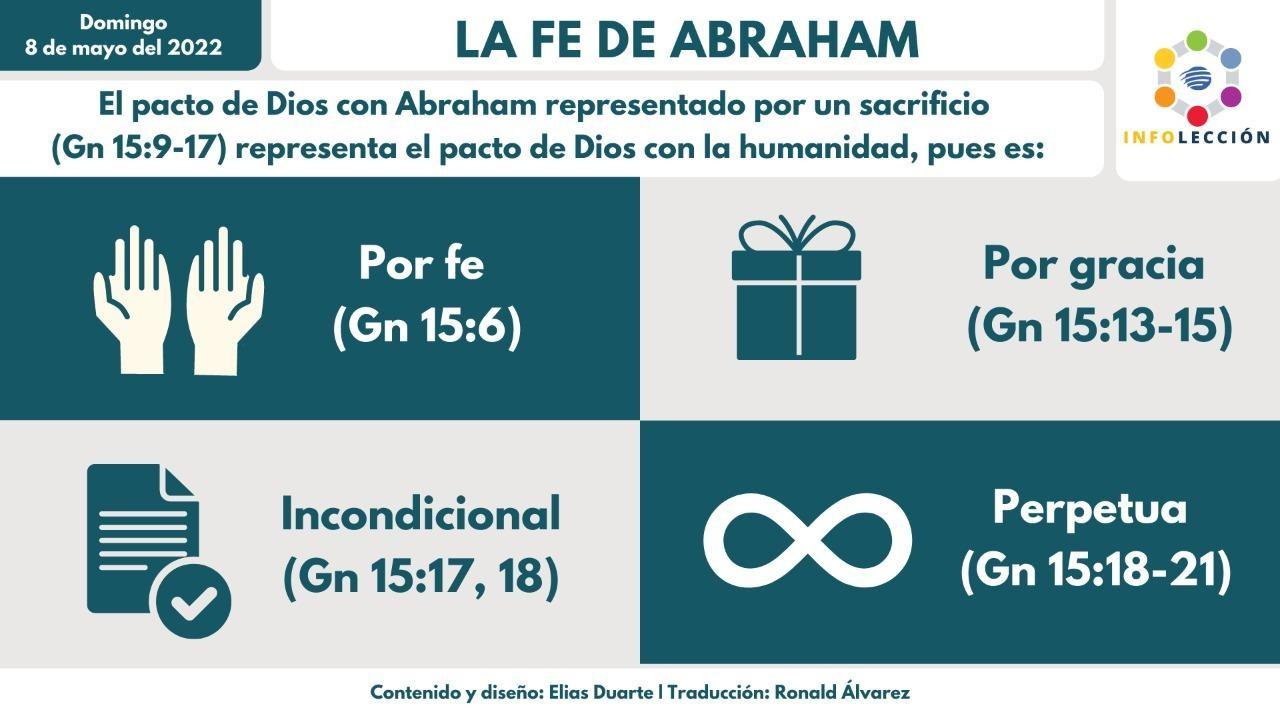 Domingo
8 de mayo del 2022
LA FE DE ABRAHAM
INFOLECCIÓN
El pacto de Dios con Abraham representado por un sacrificio
(Gn 15:9-17) representa el pacto de Dios con la humanidad, pues es:
Por fe
(Gn 15:6)
Por gracia
(Gn 15:13-15)
Incondicional
(Gn 15:17, 18)
Perpetua
(Gn 15:18-21)
Contenido y diseño: Elias Duarte | Traducción: Ronald Álvarez